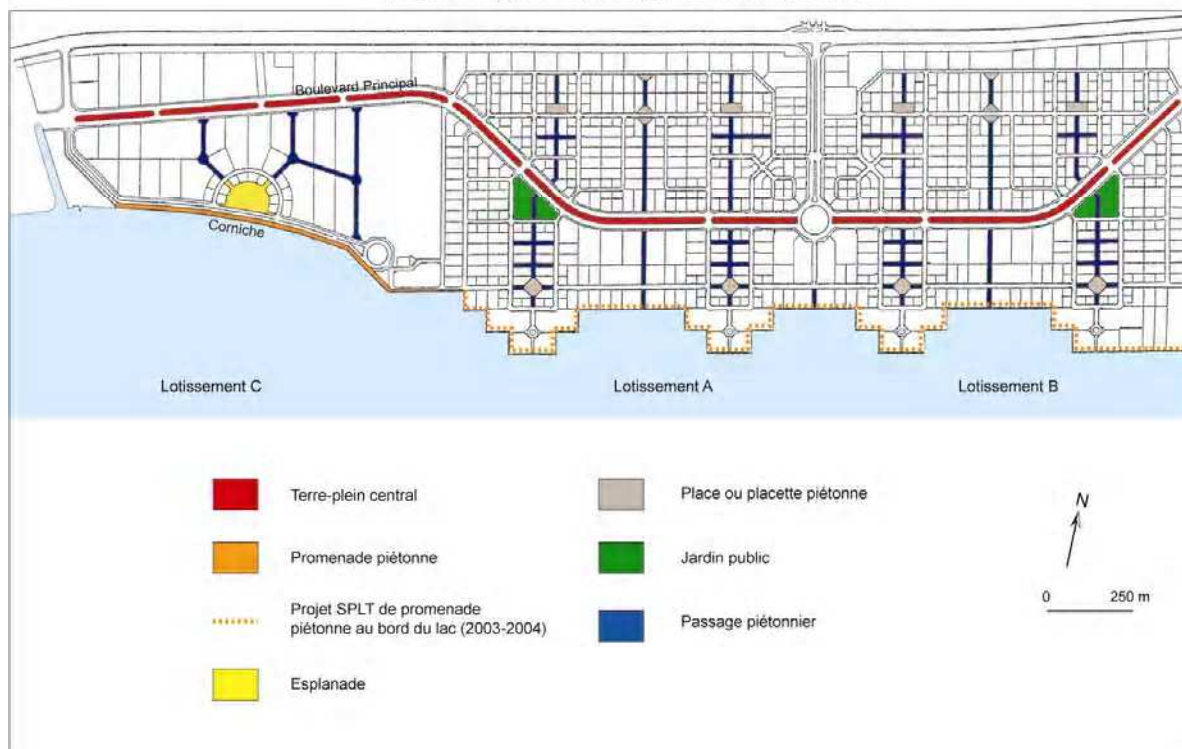 Boulevard Principal
Corniche
Lotissement C
Lotissement A
Lotissement B
Terre-plein central
Promenade piétonne
Projet SPLT de promenade
piétonne au bord du lac (2003-2004)
Esplanade
Place ou placette piétonne
Jardin public
Passage piétonnier
N
0 250 m